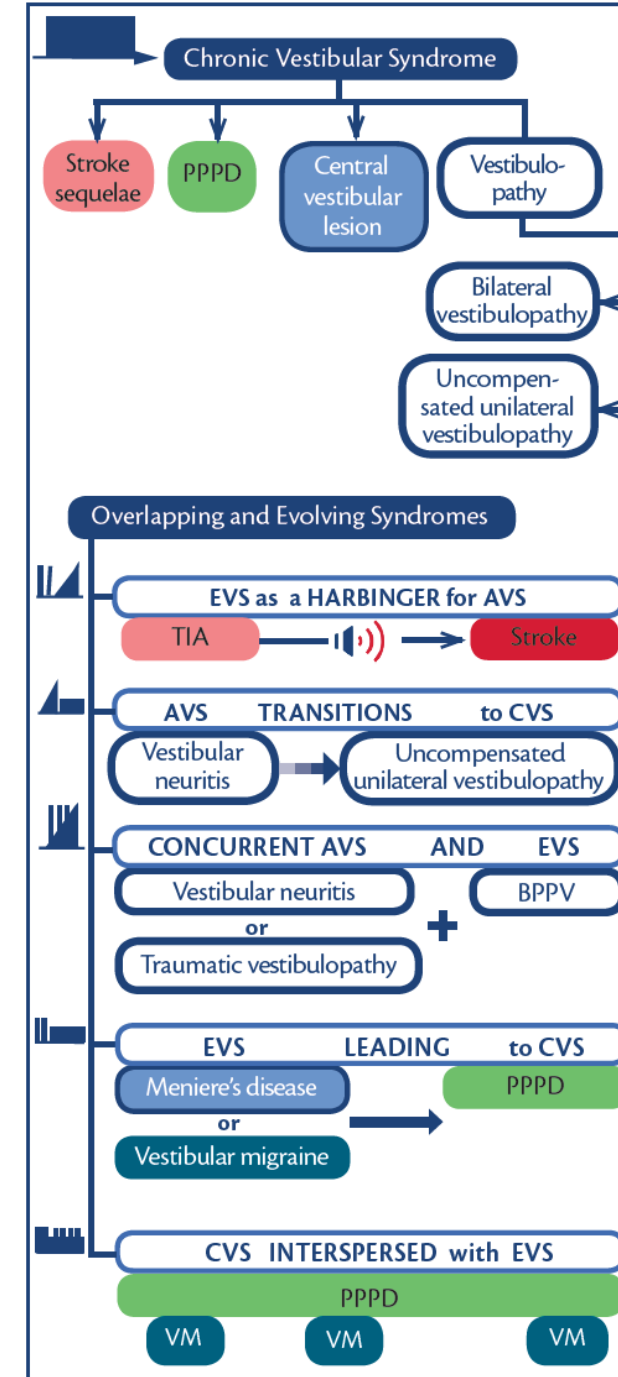 Chronic Vestibular Syndrome
Stroke
sequelae
PPPD
Central
vestibular
lesion
Vestibulo-
pathy
Bilateral
vestibulopathy
Uncompen-
sated unilateral
vestibulopathy
Overlapping and Evolving Syndromes
EVS as a HARBINGER for AVS
TIA
Stroke
AVS TRANSITIONS to CVS
Vestibular
neuritis
Uncompensated
unilateral vestibulopathy
CONCURRENT AVS AND EVS
Vestibular neuritis
or
Traumatic vestibulopathy
+
BPPV
EVS LEADING to CVS
Meniere's disease
or
Vestibular migraine
PPPD
CVS INTERSPERSED with EVS
PPPD
VM VM VM